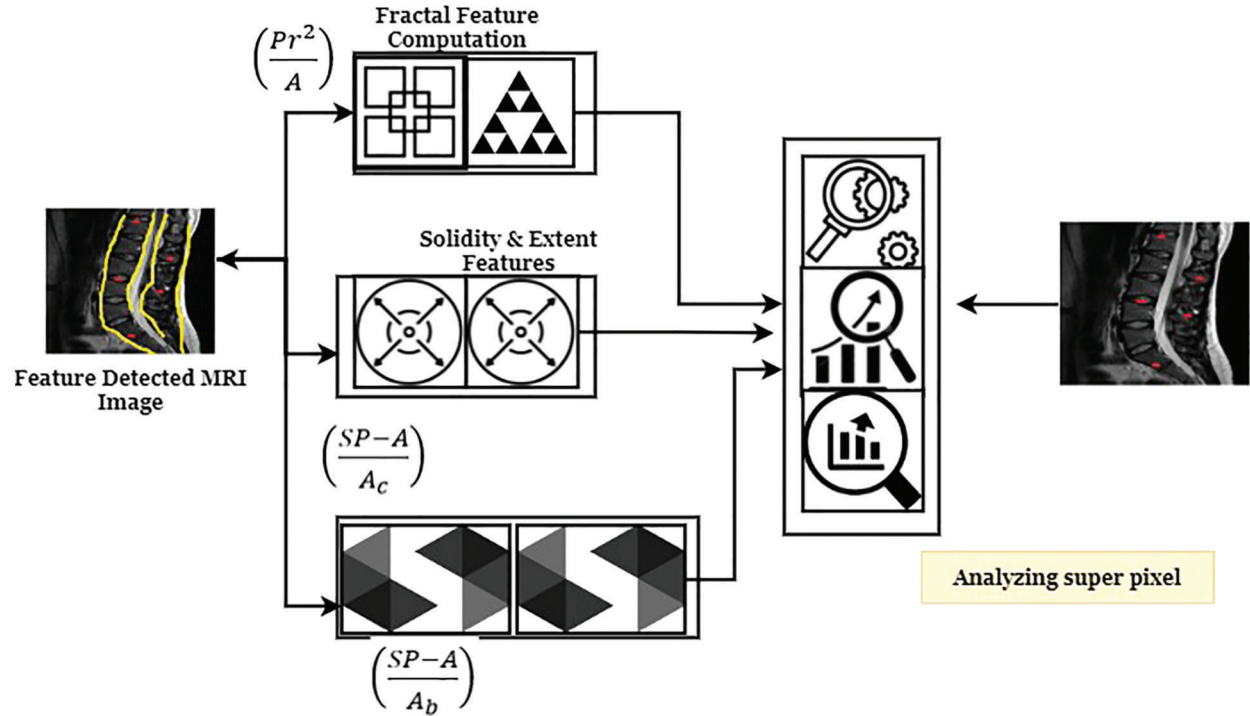 Fractal Feature
Computation
(Pr²/A)
Solidity & Extent
Features
Feature Detected MRI
Image
(SP−A/A_c)
Analyzing super pixel
(SP−A/A_b)